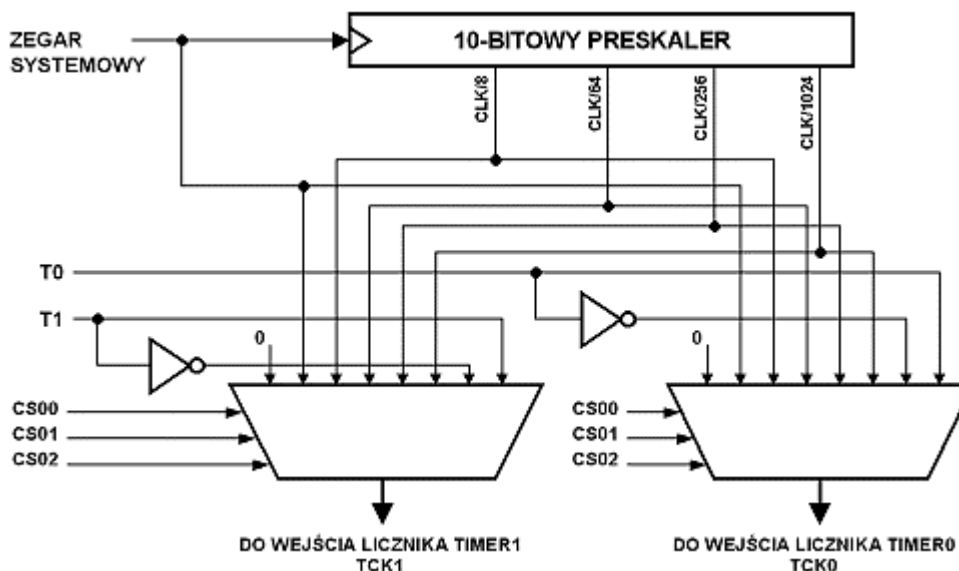 ZEGAR
SYSTEMOWY
10-BITOWY PRESKALER
CLK/8
CLK/64
CLK/256
CLK/1024
T0
T1
0
0
CS00
CS01
CS02
CS00
CS01
CS02
DO WEJŚCIA LICZNIKA TIMER1
TCK1
DO WEJŚCIA LICZNIKA TIMER0
TCK0